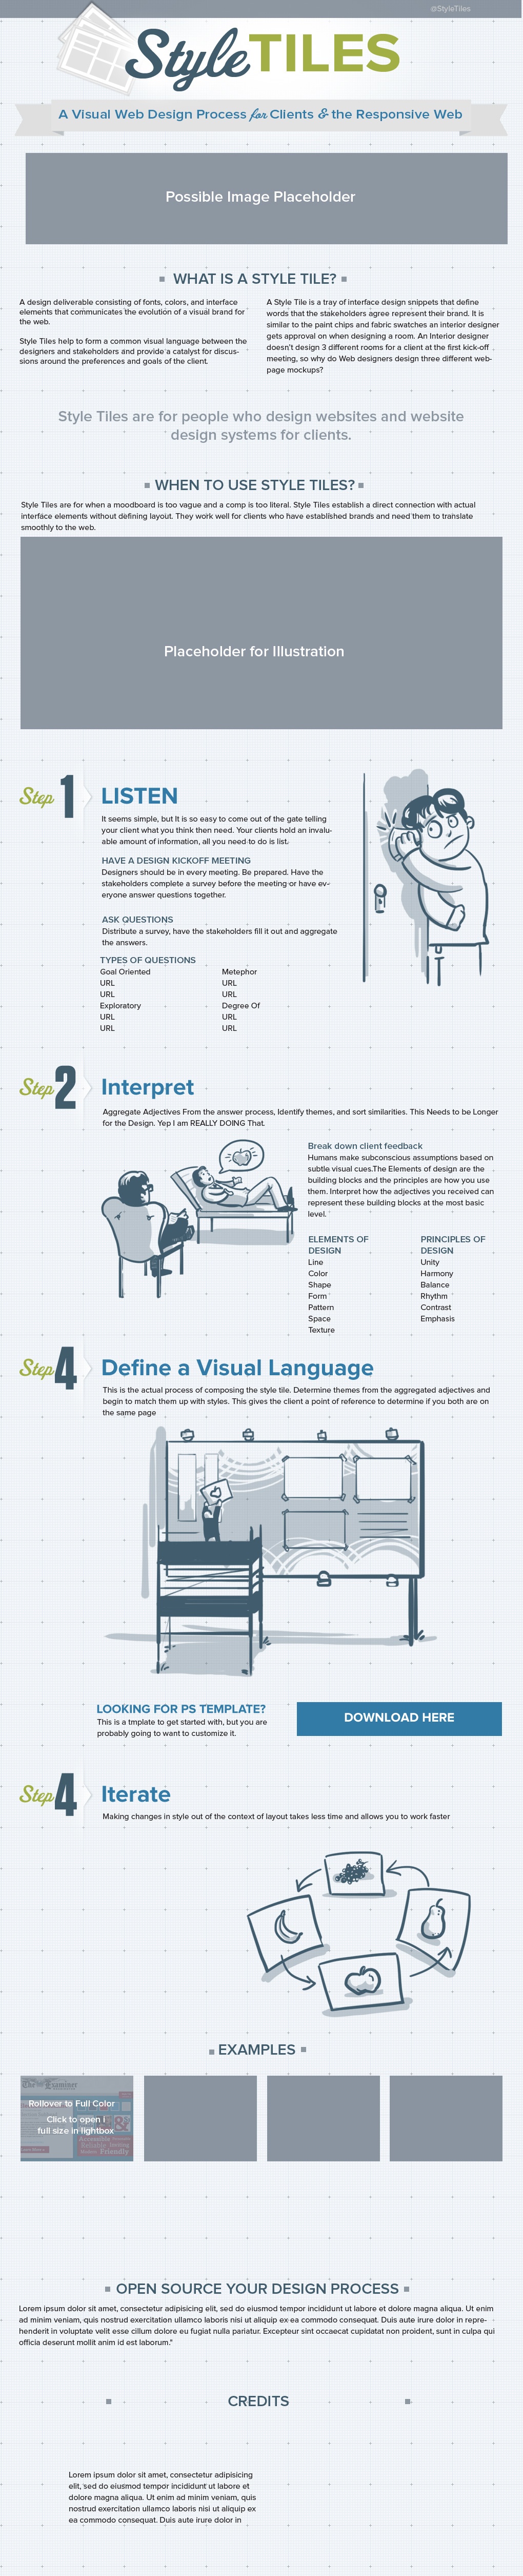 @StyleTiles
Style TILES
A Visual Web Design Process for Clients & the Responsive Web
Possible Image Placeholder
WHAT IS A STYLE TILE?
A design deliverable consisting of fonts, colors, and interface
elements that communicates the evolution of a visual brand for
the web.
Style Tiles help to form a common visual language between the
designers and stakeholders and provide a catalyst for discus-
sions around the preferences and goals of the client.
A Style Tile is a tray of interface design snippets that define
words that the stakeholders agree represent their brand. It is
similar to the paint chips and fabric swatches an interior designer
gets approval on when designing a room. An Interior designer
doesn't design 3 different rooms for a client at the first kick-off
meeting, so why do Web designers design three different web-
page mockups?
Style Tiles are for people who design websites and website
design systems for clients.
WHEN TO USE STYLE TILES?
Style Tiles are for when a moodboard is too vague and a comp is too literal. Style Tiles establish a direct connection with actual
interface elements without defining layout. They work well for clients who have established brands and need them to translate
smoothly to the web.
Placeholder for Illustration
Step 1
LISTEN
It seems simple, but It is so easy to come out of the gate telling
your client what you think then need. Your clients hold an invalu-
able amount of information, all you need to do is list.
HAVE A DESIGN KICKOFF MEETING
Designers should be in every meeting. Be prepared. Have the
stakeholders complete a survey before the meeting or have ev-
eryone answer questions together.
ASK QUESTIONS
Distribute a survey, have the stakeholders fill it out and aggregate
the answers.
TYPES OF QUESTIONS
Goal Oriented
URL
URL
Exploratory
URL
URL
Metephor
URL
URL
Degree Of
URL
URL
Step 2
Interpret
Aggregate Adjectives From the answer process, Identify themes, and sort similarities. This Needs to be Longer
for the Design. Yep I am REALLY DOING That.
Break down client feedback
Humans make subconscious assumptions based on
subtle visual cues.The Elements of design are the
building blocks and the principles are how you use
them. Interpret how the adjectives you received can
represent these building blocks at the most basic
level.
ELEMENTS OF
DESIGN
Line
Color
Shape
Form
Pattern
Space
Texture
PRINCIPLES OF
DESIGN
Unity
Harmony
Balance
Rhythm
Contrast
Emphasis
Step 4
Define a Visual Language
This is the actual process of composing the style tile. Determine themes from the aggregated adjectives and
begin to match them up with styles. This gives the client a point of reference to determine if you both are on
the same page
LOOKING FOR PS TEMPLATE?
This is a tmplate to get started with, but you are
probably going to want to customize it.
DOWNLOAD HERE
Step 4
Iterate
Making changes in style out of the context of layout takes less time and allows you to work faster
EXAMPLES
Examiner
Rollover to Full Color
Click to open i
full size in lightbox
&
Reliable
Friendly
OPEN SOURCE YOUR DESIGN PROCESS
Lorem ipsum dolor sit amet, consectetur adipisicing elit, sed do eiusmod tempor incididunt ut labore et dolore magna aliqua. Ut enim
ad minim veniam, quis nostrud exercitation ullamco laboris nisi ut aliquip ex ea commodo consequat. Duis aute irure dolor in repre-
henderit in voluptate velit esse cillum dolore eu fugiat nulla pariatur. Excepteur sint occaecat cupidatat non proident, sunt in culpa qui
officia deserunt mollit anim id est laborum."
CREDITS
Lorem ipsum dolor sit amet, consectetur adipisicing
elit, sed do eiusmod tempor incididunt ut labore et
dolore magna aliqua. Ut enim ad minim veniam, quis
nostrud exercitation ullamco laboris nisi ut aliquip ex
ea commodo consequat. Duis aute irure dolor in